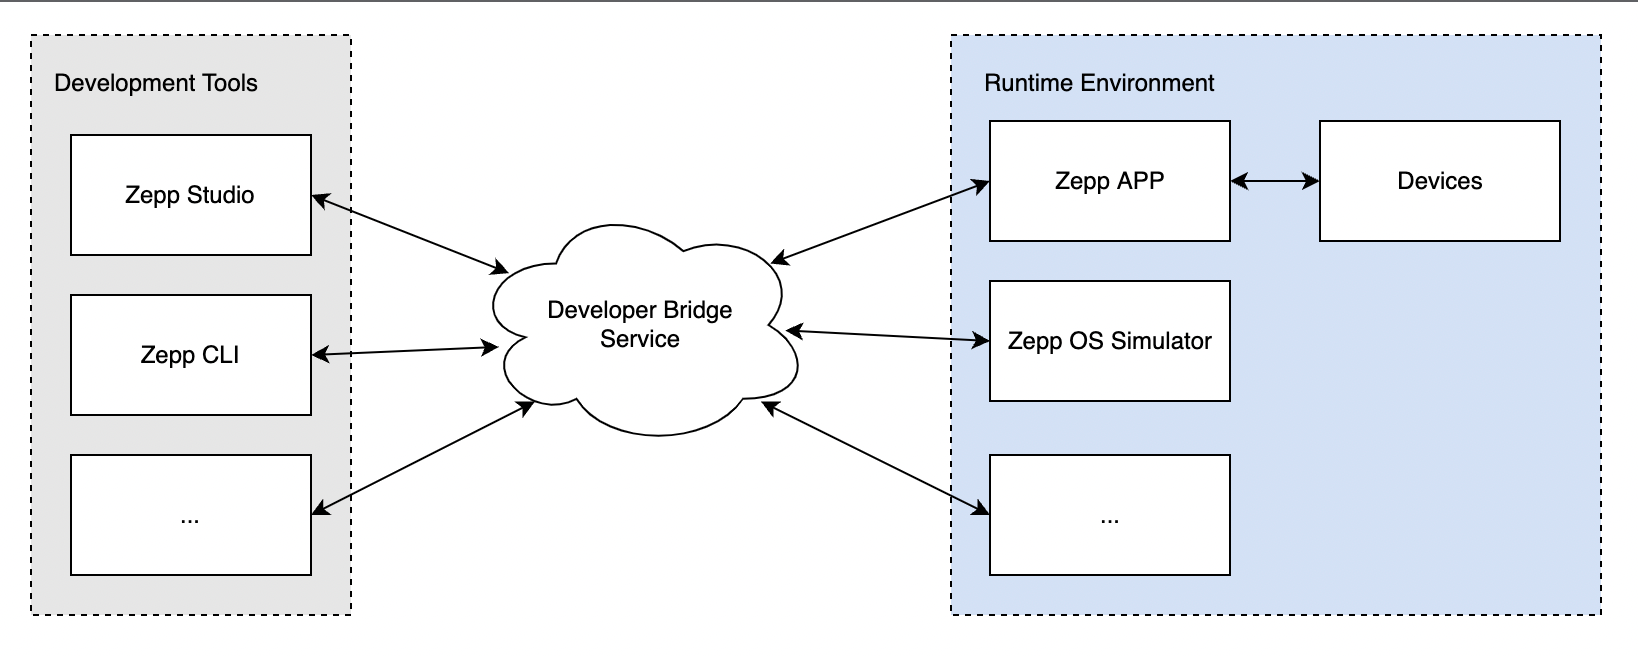 Development Tools
Zepp Studio
Zepp CLI
...
Developer Bridge
Service
Runtime Environment
Zepp APP
Devices
Zepp OS Simulator
...